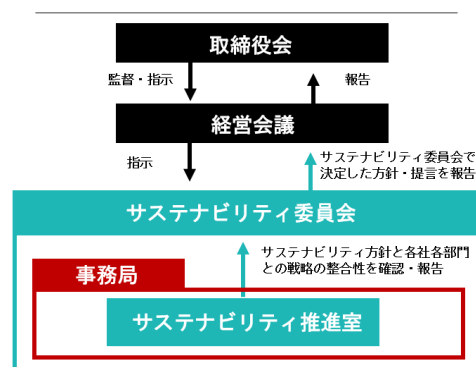 取締役会
監督・指示
報告
経営会議
指示
サステナビリティ委員会で
決定した方針・提言を報告
サステナビリティ委員会
サステナビリティ方針と各社各部門
との戦略の整合性を確認・報告
事務局
サステナビリティ推進室